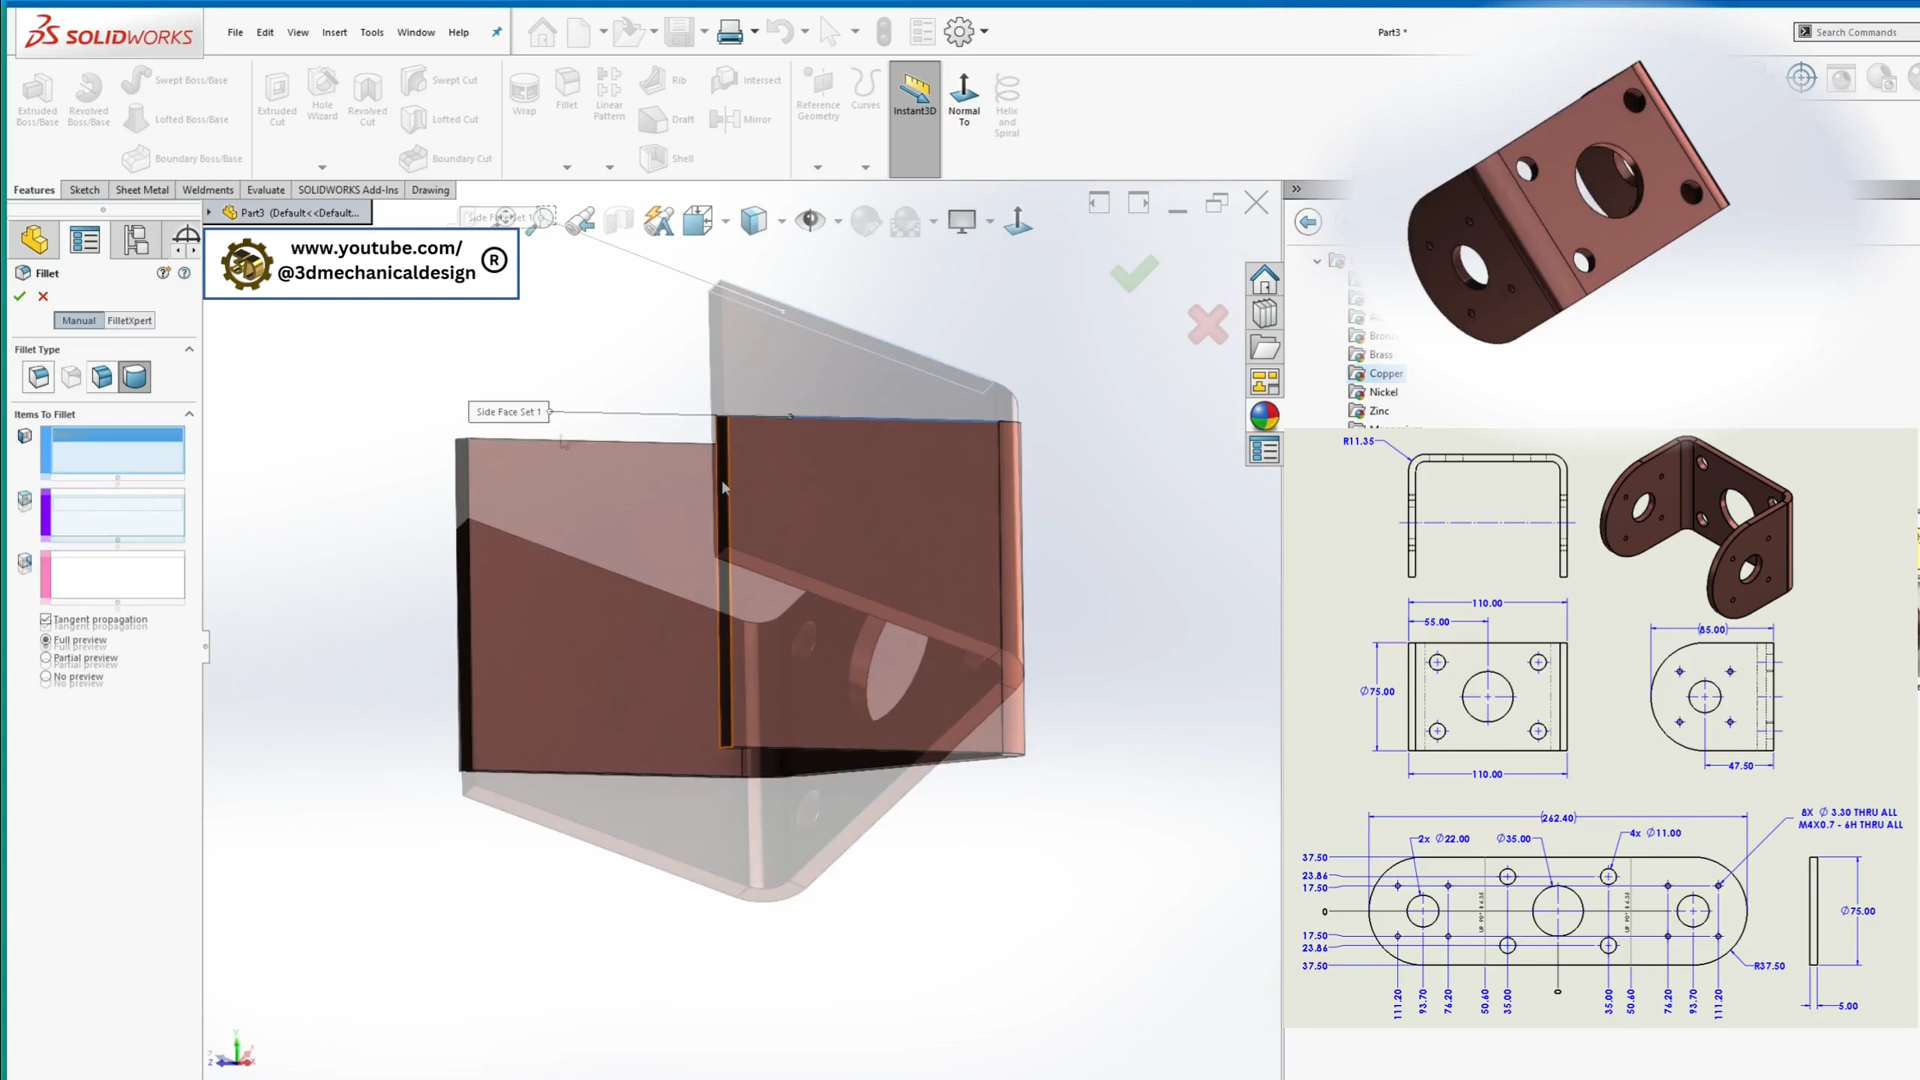 SOLIDWORKS
File Edit View Insert Tools Window Help
Part3 *
Search Commands
Extruded Boss/Base
Revolved Boss/Base
Swept Boss/Base
Lofted Boss/Base
Boundary Boss/Base
Extruded Cut
Hole Wizard
Revolved Cut
Swept Cut
Lofted Cut
Boundary Cut
Wrap
Fillet
Linear Pattern
Rib
Draft
Shell
Intersect
Mirror
Reference Geometry
Curves
Instant3D
Normal To
Helix and Spiral
Features Sketch Sheet Metal Weldments Evaluate SOLIDWORKS Add-Ins Drawing
Part3 (Default<<Default...
www.youtube.com/
@3dmechanicaldesign
®
Fillet
Manual FilletXpert
Fillet Type
Items To Fillet
Tangent propagation
Full preview
Partial preview
No preview
Side Face Set 1
Brass
Copper
Nickel
Zinc
R11.35
110.00
55.00
Ø75.00
110.00
(85.00)
47.50
(262.40)
2x Ø22.00
Ø35.00
4x Ø11.00
8X Ø 3.30 THRU ALL
M4X0.7 - 6H THRU ALL
37.50
23.86
17.50
0
17.50
23.86
37.50
R37.50
Ø75.00
5.00
111.20
93.70
76.20
50.60
35.00
0
35.00
50.60
76.20
93.70
111.20